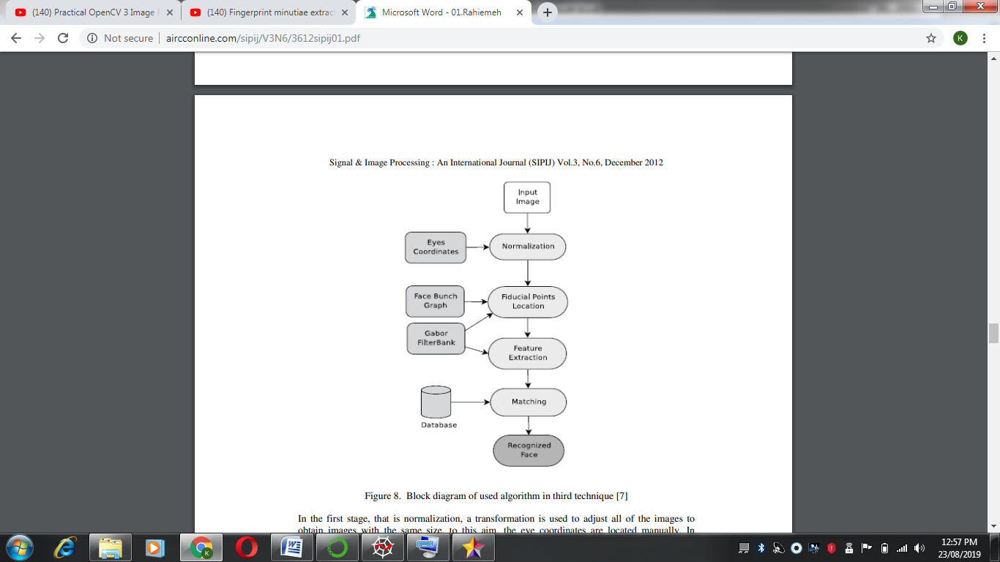 (140) Practical OpenCV 3 Image P
(140) Fingerprint minutiae extract
Microsoft Word - 01.Rahiemeh
Not secure
aircconline.com/sipij/V3N6/3612sipij01.pdf
K
Signal & Image Processing : An International Journal (SIPIJ) Vol.3, No.6, December 2012
Input
Image
Eyes
Coordinates
Normalization
Face Bunch
Graph
Fiducial Points
Location
Gabor
FilterBank
Feature
Extraction
Matching
Database
Recognized
Face
Figure 8. Block diagram of used algorithm in third technique [7]
In the first stage, that is normalization, a transformation is used to adjust all of the images to
obtain images with the same size, to this aim, the eye coordinates are located manually. In
K
W
12:57 PM
23/08/2019